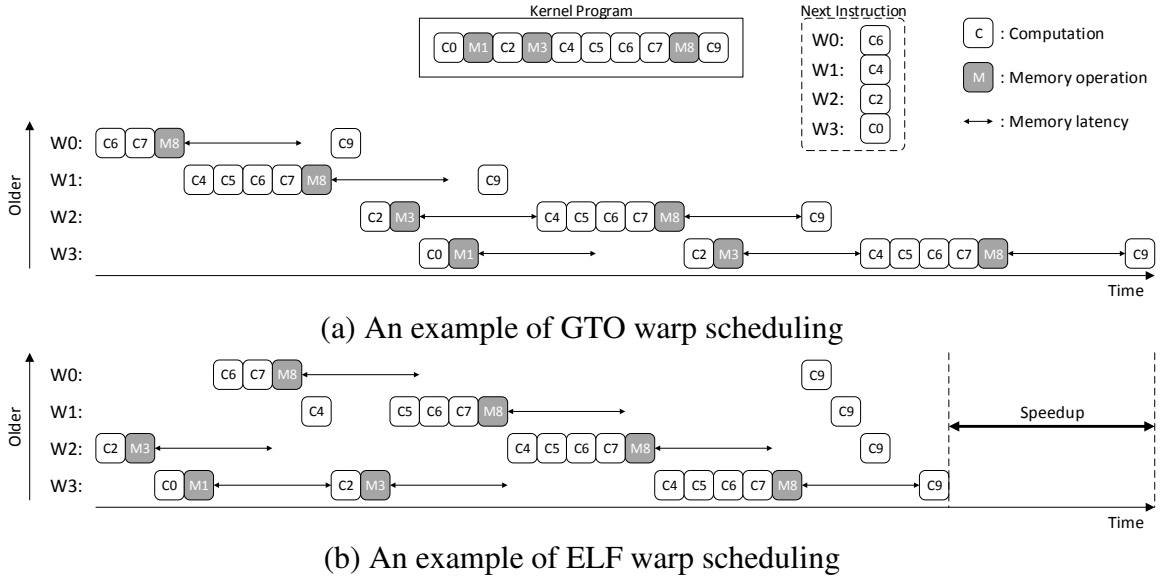 Kernel Program
C0 M1 C2 M3 C4 C5 C6 C7 M8 C9
Next Instruction
W0: C6
W1: C4
W2: C2
W3: C0
C : Computation
M : Memory operation
: Memory latency
Older
W0: C6 C7 M8 C9
W1: C4 C5 C6 C7 M8 C9
W2: C2 M3 C4 C5 C6 C7 M8 C9
W3: C0 M1 C2 M3 C4 C5 C6 C7 M8 C9
Time
(a) An example of GTO warp scheduling
Older
W0: C6 C7 M8 C9
W1: C4 C5 C6 C7 M8 C9
W2: C2 M3 C4 C5 C6 C7 M8 C9
W3: C0 M1 C2 M3 C4 C5 C6 C7 M8 C9
Speedup
Time
(b) An example of ELF warp scheduling